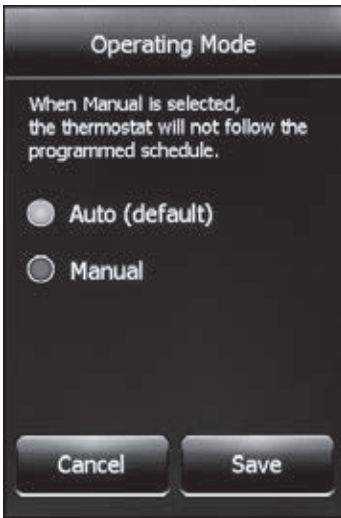 Operating Mode
When Manual is selected,
the thermostat will not follow the
programmed schedule.
Auto (default)
Manual
Cancel
Save